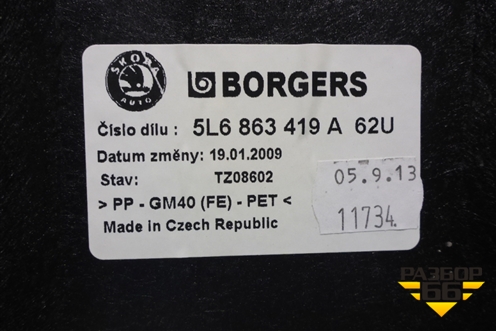 ŠKODA
AUTO
BORGERS
Číslo dílu : 5L6 863 419 A 62U
Datum změny: 19.01.2009
Stav: TZ08602
> PP - GM40 (FE) - PET <
Made in Czech Republic
05.9.13
11734
РАЗБОР
66